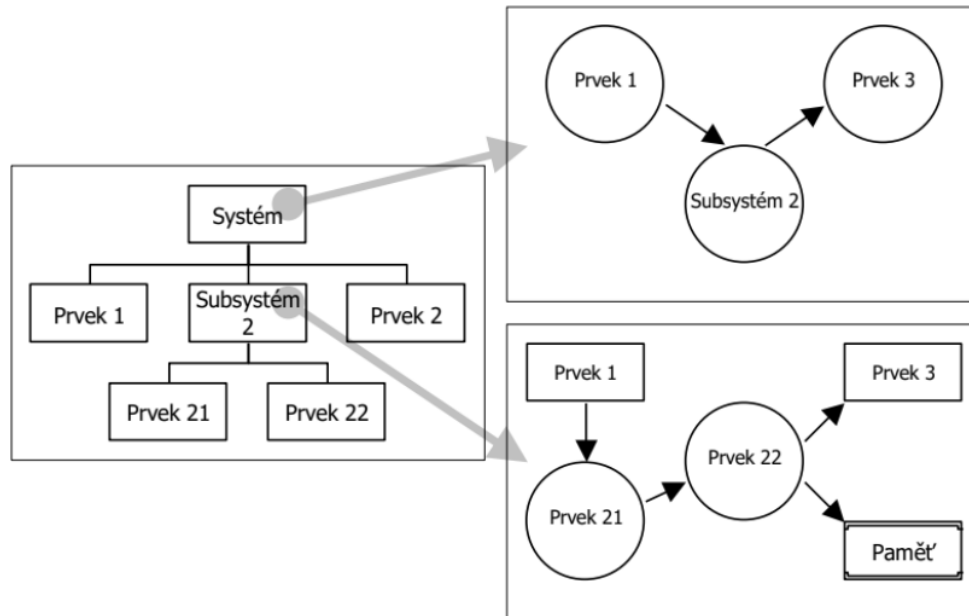 Systém
Prvek 1
Subsystém
2
Prvek 2
Prvek 21
Prvek 22
Prvek 1
Prvek 3
Subsystém 2
Prvek 1
Prvek 3
Prvek 22
Prvek 21
Paměť